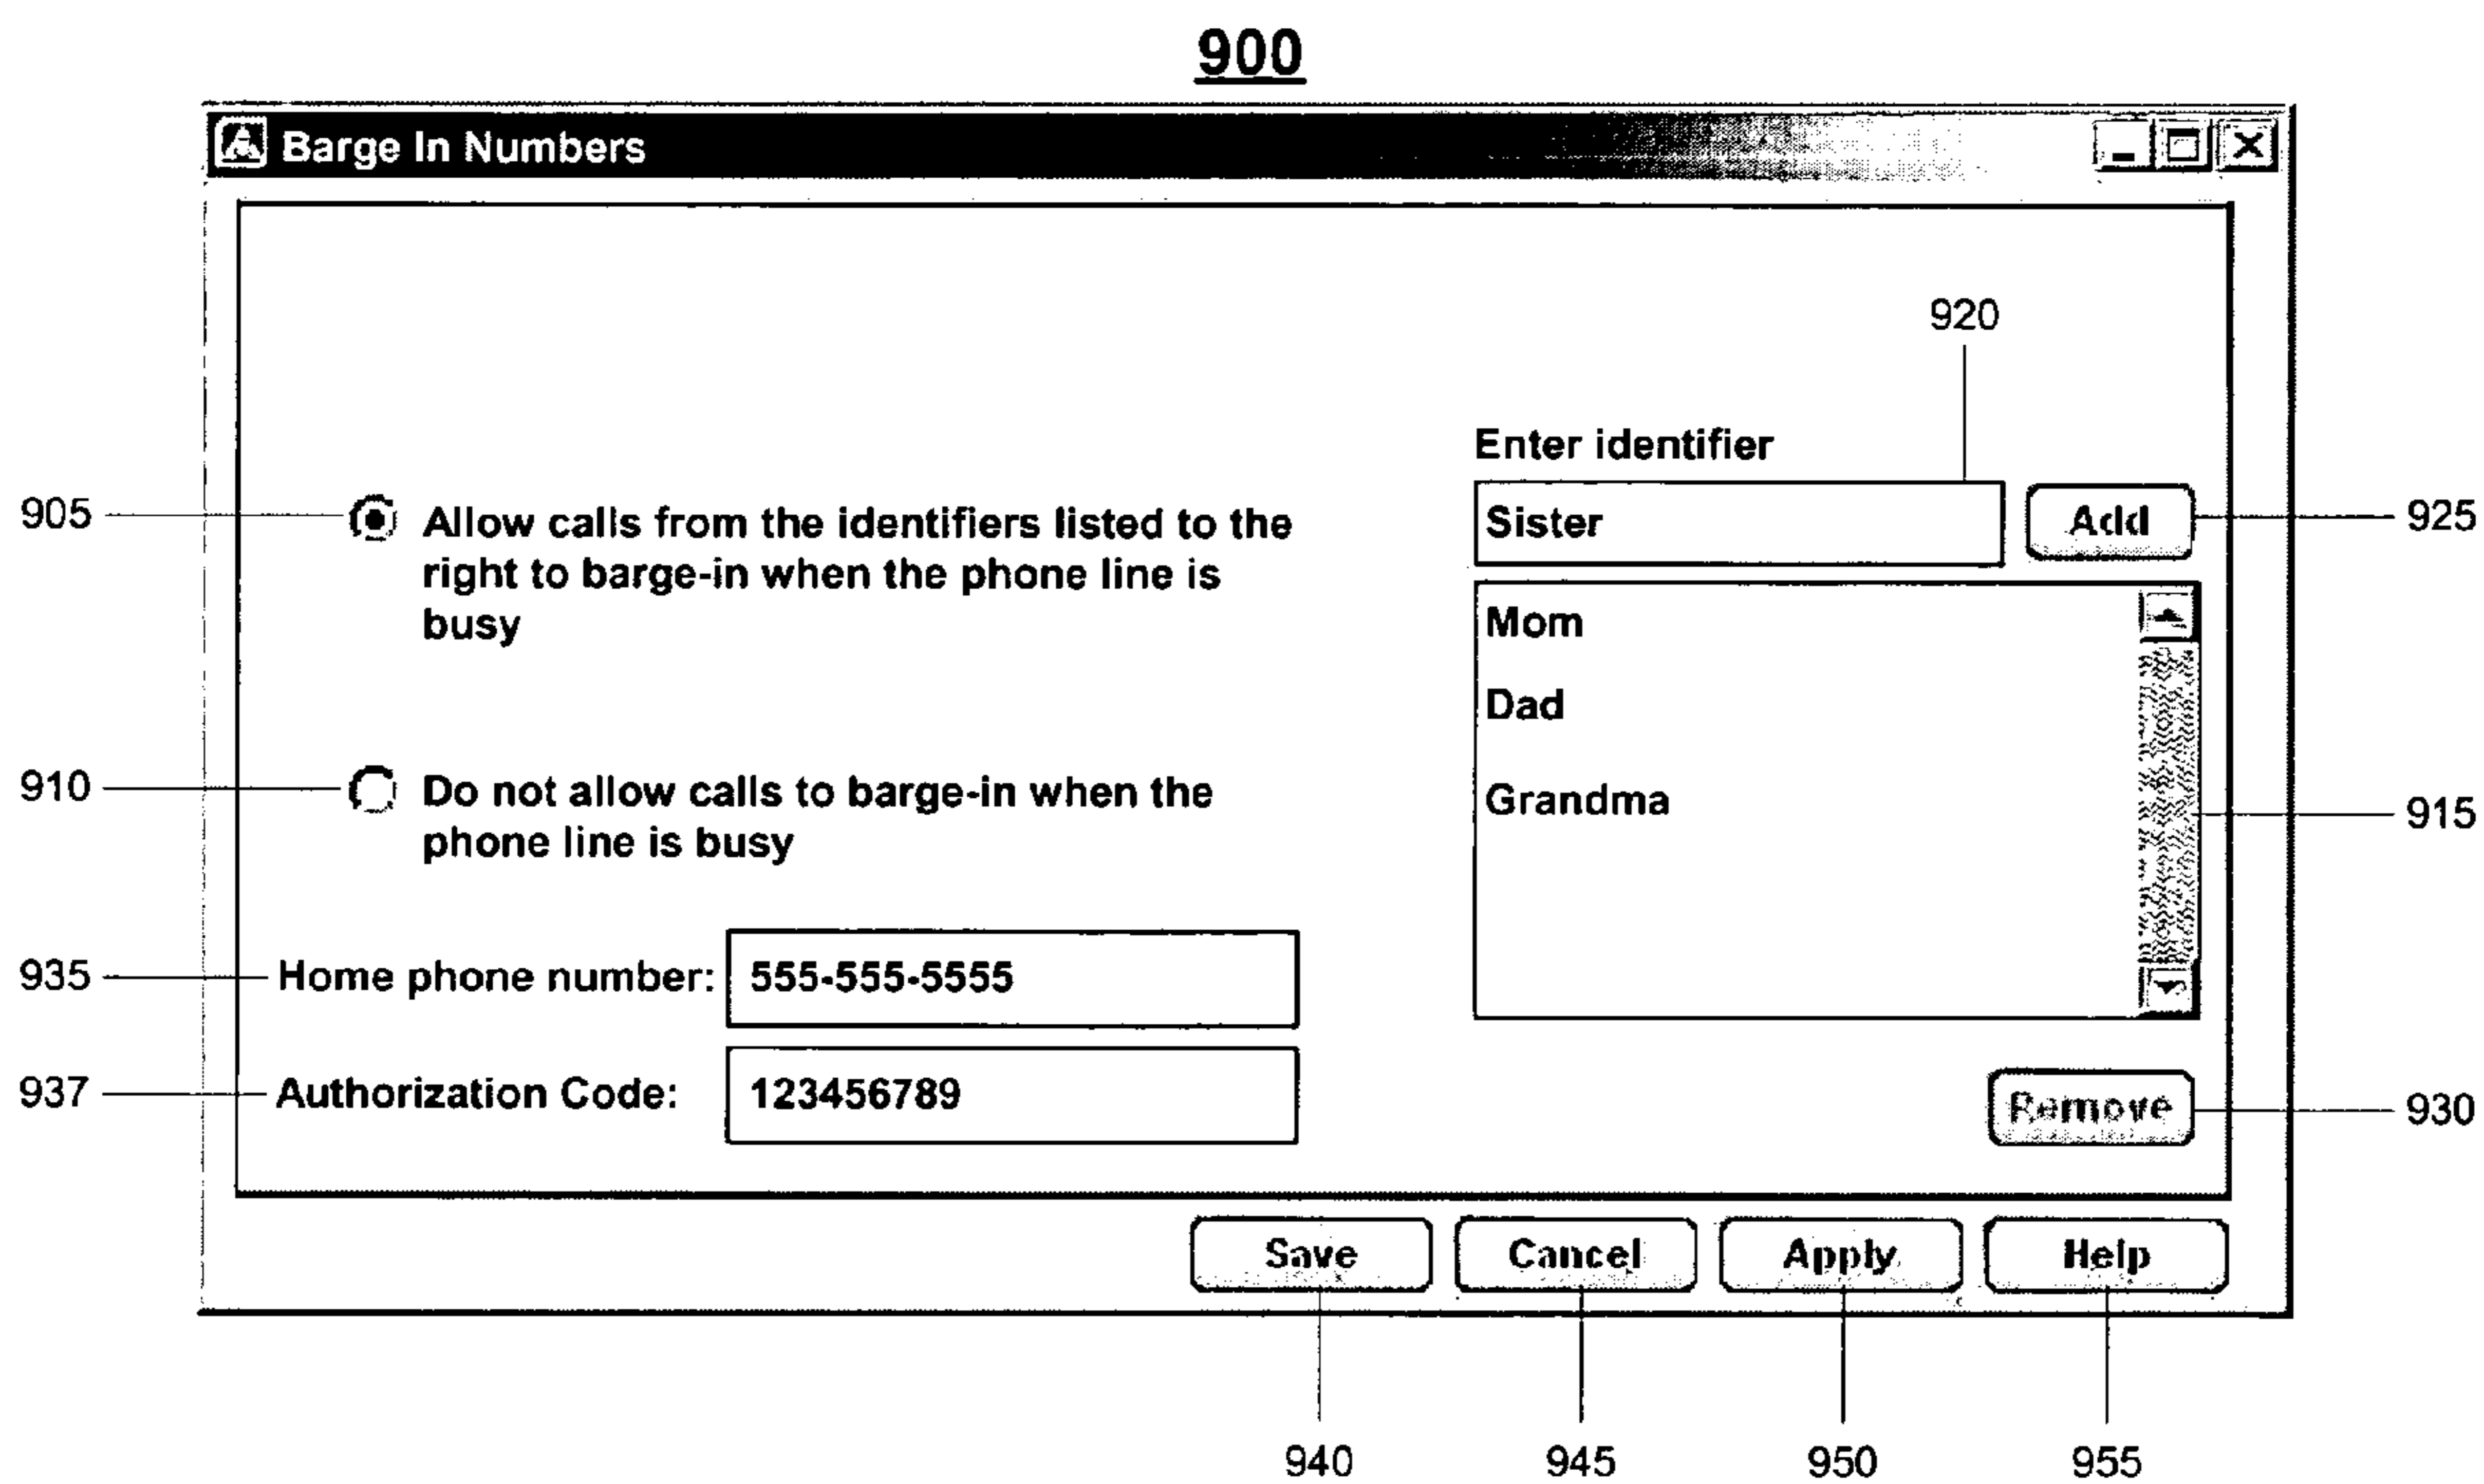 900
Barge In Numbers
920
Enter identifier
905
Allow calls from the identifiers listed to the
right to barge-in when the phone line is
busy
Sister
Add
925
Mom
Dad
Grandma
915
910
Do not allow calls to barge-in when the
phone line is busy
935
Home phone number:
555-555-5555
937
Authorization Code:
123456789
Remove
930
Save
Cancel
Apply
Help
940
945
950
955